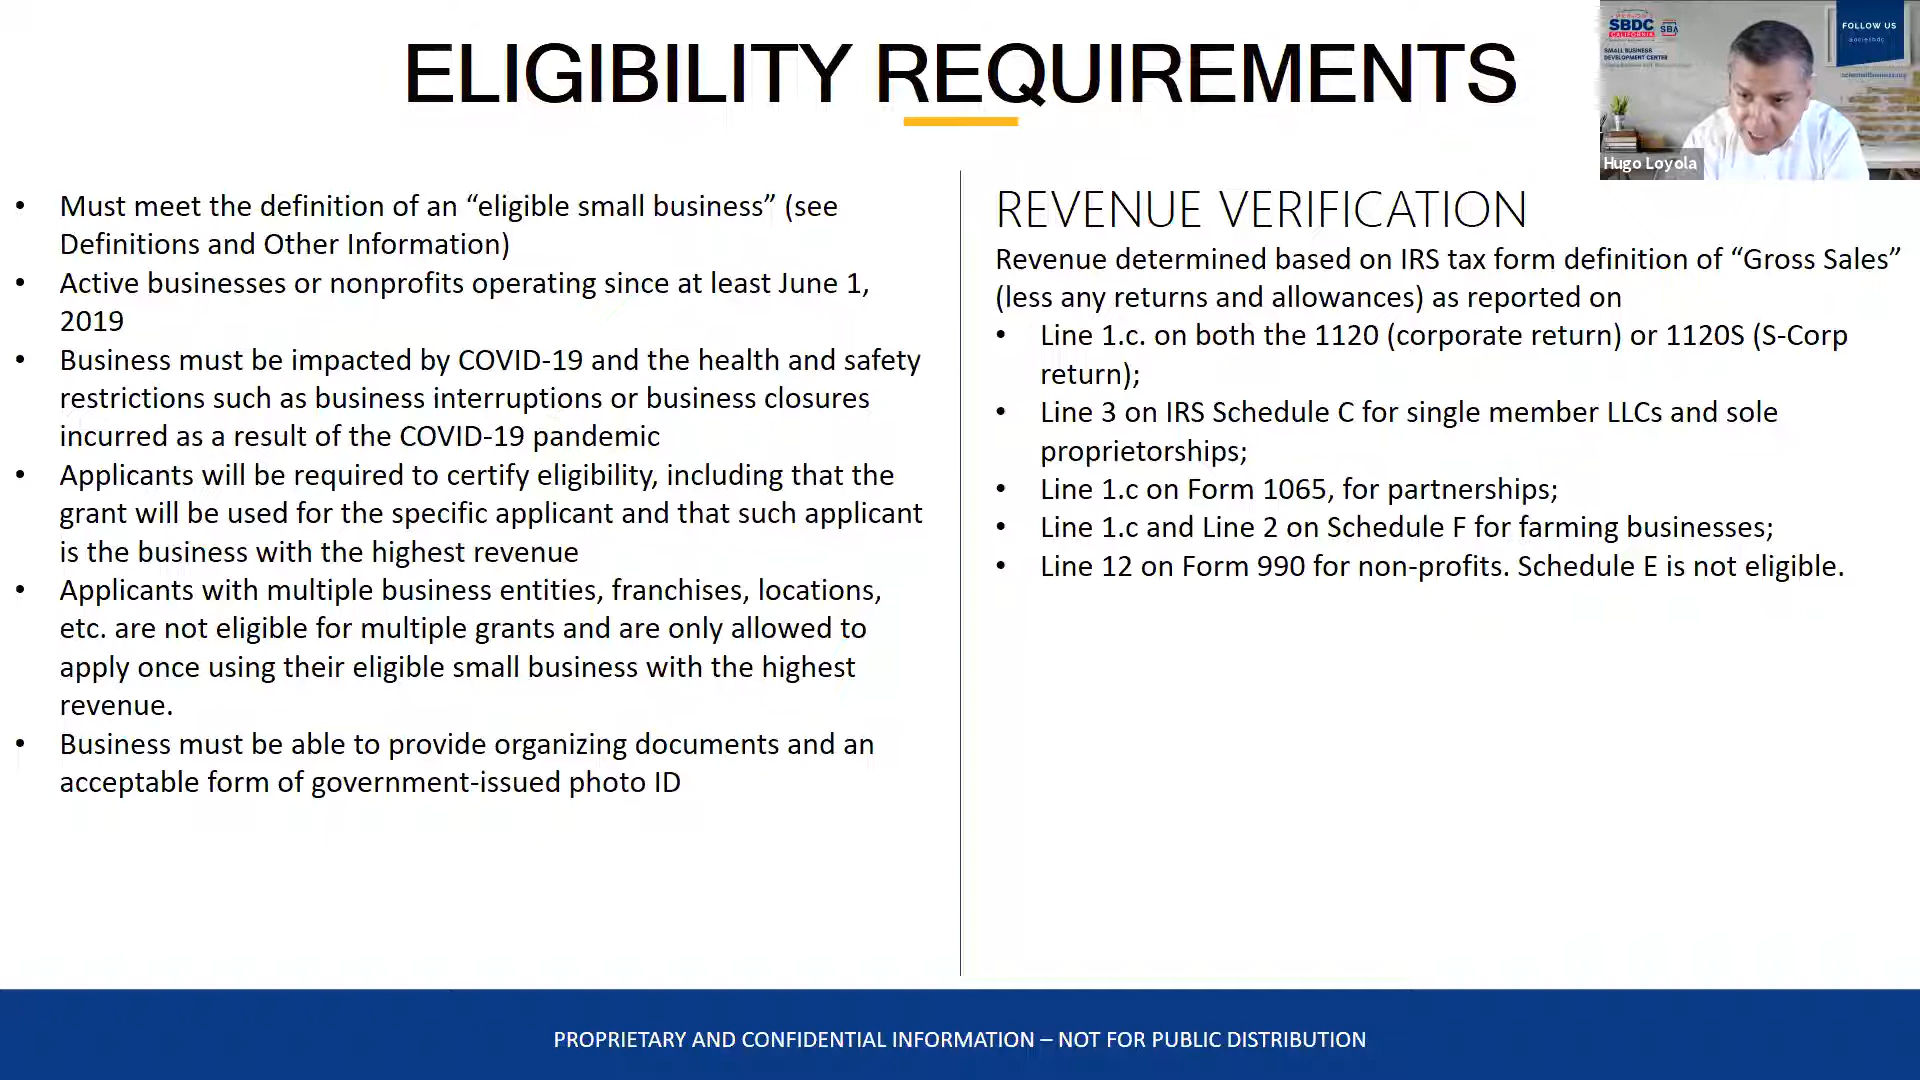 ELIGIBILITY REQUIREMENTS
SBDC
CALIFORNIA
SBA
SMALL BUSINESS
DEVELOPMENT CENTER
FOLLOW US
Hugo Loyola
• Must meet the definition of an “eligible small business” (see
Definitions and Other Information)
• Active businesses or nonprofits operating since at least June 1,
2019
• Business must be impacted by COVID-19 and the health and safety
restrictions such as business interruptions or business closures
incurred as a result of the COVID-19 pandemic
• Applicants will be required to certify eligibility, including that the
grant will be used for the specific applicant and that such applicant
is the business with the highest revenue
• Applicants with multiple business entities, franchises, locations,
etc. are not eligible for multiple grants and are only allowed to
apply once using their eligible small business with the highest
revenue.
• Business must be able to provide organizing documents and an
acceptable form of government-issued photo ID
REVENUE VERIFICATION
Revenue determined based on IRS tax form definition of “Gross Sales”
(less any returns and allowances) as reported on
• Line 1.c. on both the 1120 (corporate return) or 1120S (S-Corp
return);
• Line 3 on IRS Schedule C for single member LLCs and sole
proprietorships;
• Line 1.c on Form 1065, for partnerships;
• Line 1.c and Line 2 on Schedule F for farming businesses;
• Line 12 on Form 990 for non-profits. Schedule E is not eligible.
PROPRIETARY AND CONFIDENTIAL INFORMATION – NOT FOR PUBLIC DISTRIBUTION